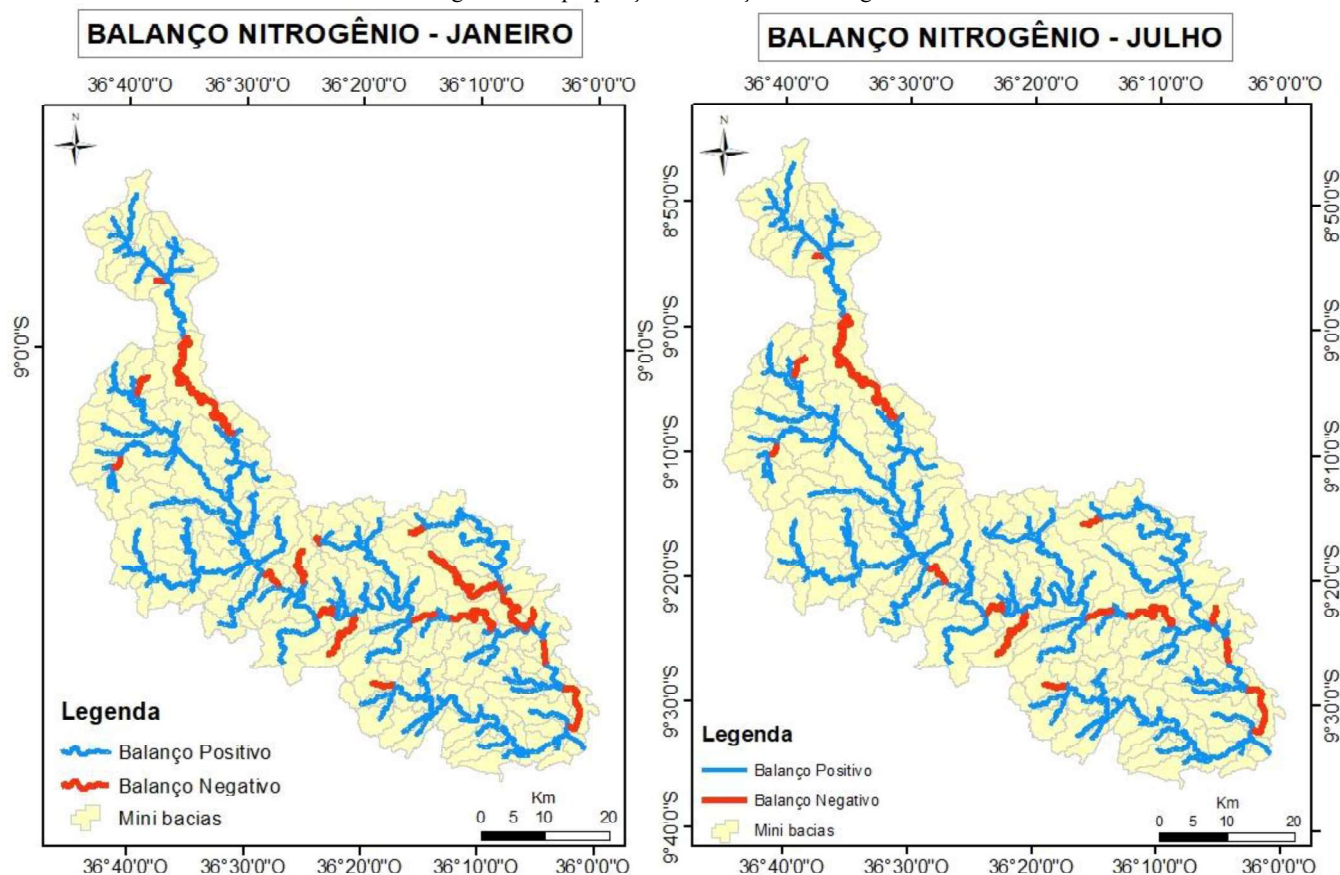 BALANÇO NITROGÊNIO - JANEIRO
36°40'0"O 36°30'0"O 36°20'0"O 36°10'0"O 36°0'0"O
N
9°0'0"S
9°0'0"S
Legenda
Balanço Positivo
Balanço Negativo
Mini bacias
Km
0 5 10 20
36°40'0"O 36°30'0"O 36°20'0"O 36°10'0"O 36°0'0"O
BALANÇO NITROGÊNIO - JULHO
36°40'0"O 36°30'0"O 36°20'0"O 36°10'0"O 36°0'0"O
N
8°50'0"S
9°0'0"S
9°10'0"S
9°20'0"S
9°30'0"S
9°40'0"S
8°50'0"S
9°0'0"S
9°10'0"S
9°20'0"S
9°30'0"S
Legenda
Balanço Positivo
Balanço Negativo
Mini bacias
Km
0 5 10 20
36°40'0"O 36°30'0"O 36°20'0"O 36°10'0"O 36°0'0"O